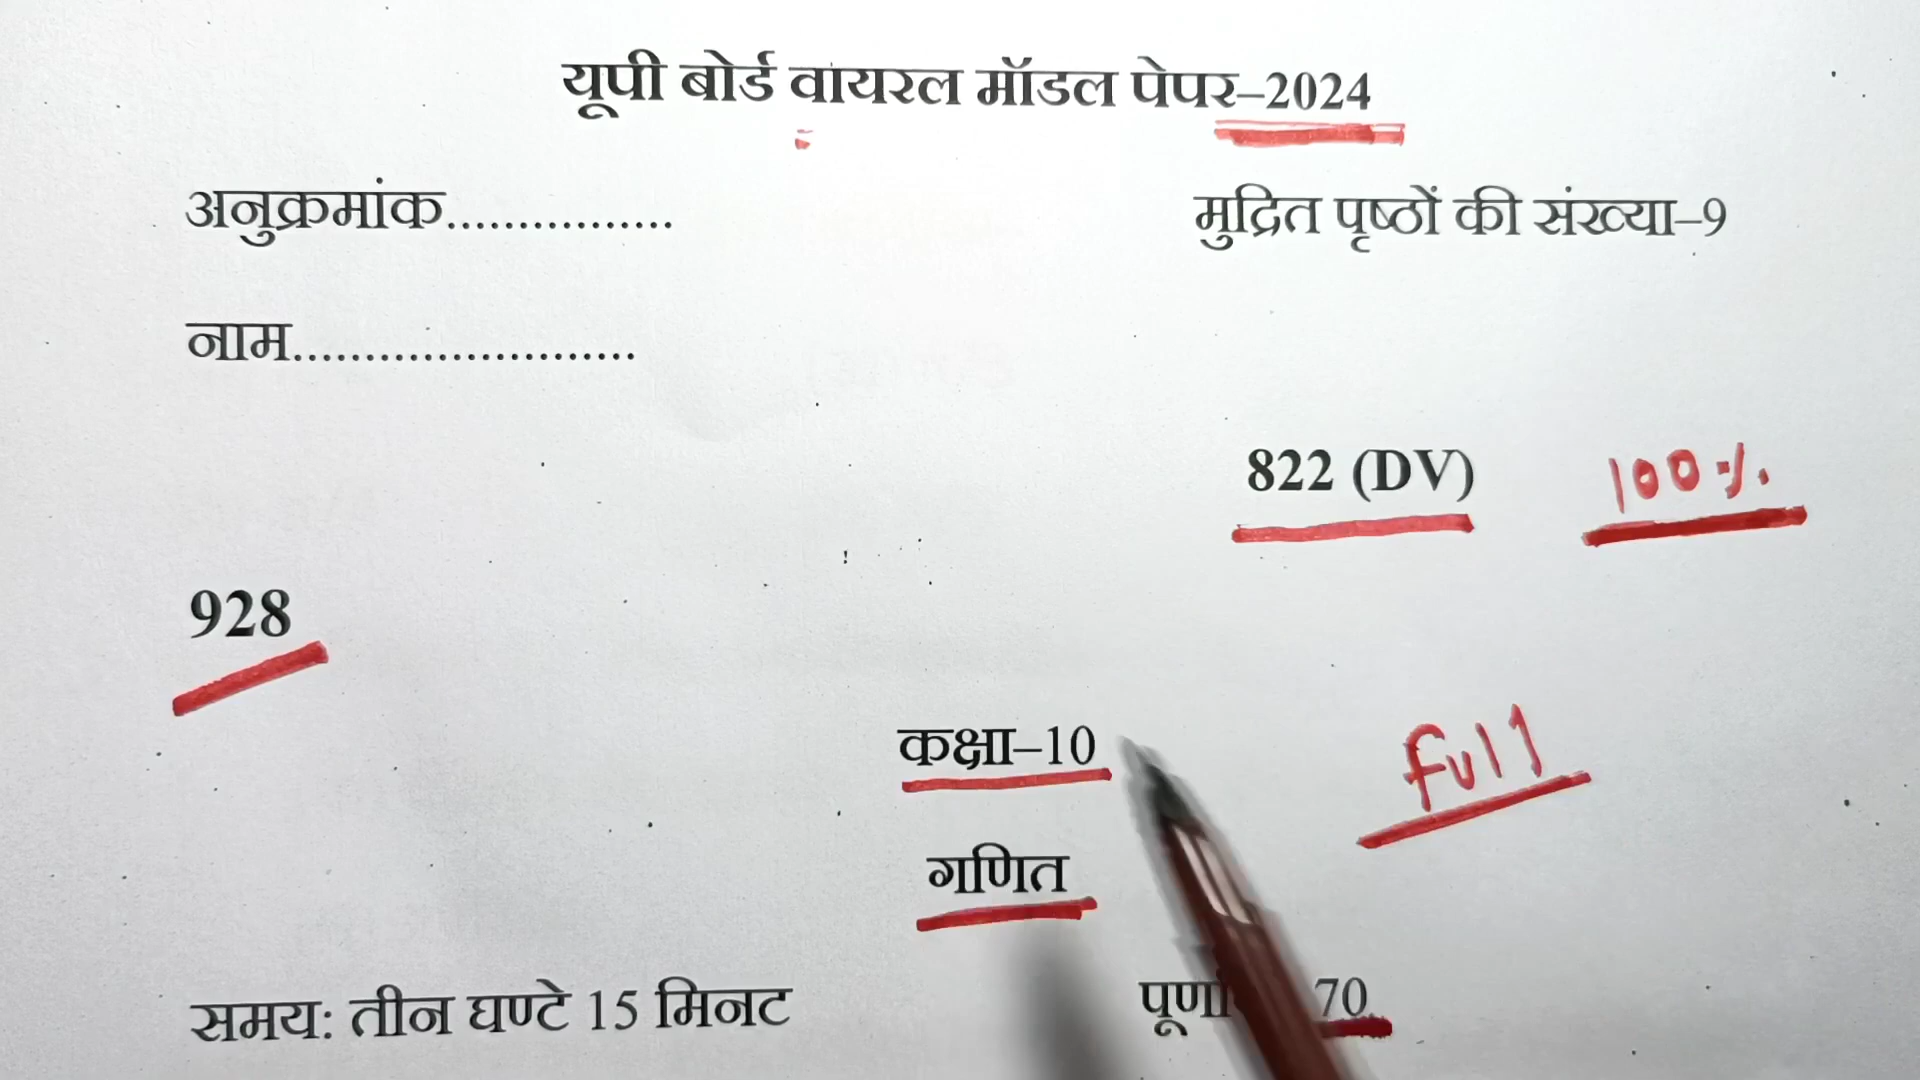 यूपी बोर्ड वायरल मॉडल पेपर–2024
अनुक्रमांक................ मुद्रित पृष्ठों की संख्या–9
नाम........................
822 (DV) 100%
928
कक्षा–10
full
गणित
समय: तीन घण्टे 15 मिनट 70